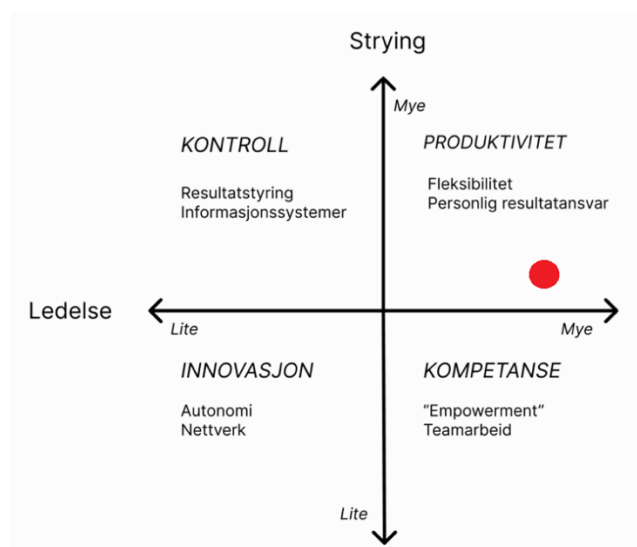 Strying
Mye
KONTROLL
Resultatstyring
Informasjonssystemer
PRODUKTIVITET
Fleksibilitet
Personlig resultatansvar
Ledelse
Lite
Mye
INNOVASJON
Autonomi
Nettverk
KOMPETANSE
“Empowerment”
Teamarbeid
Lite